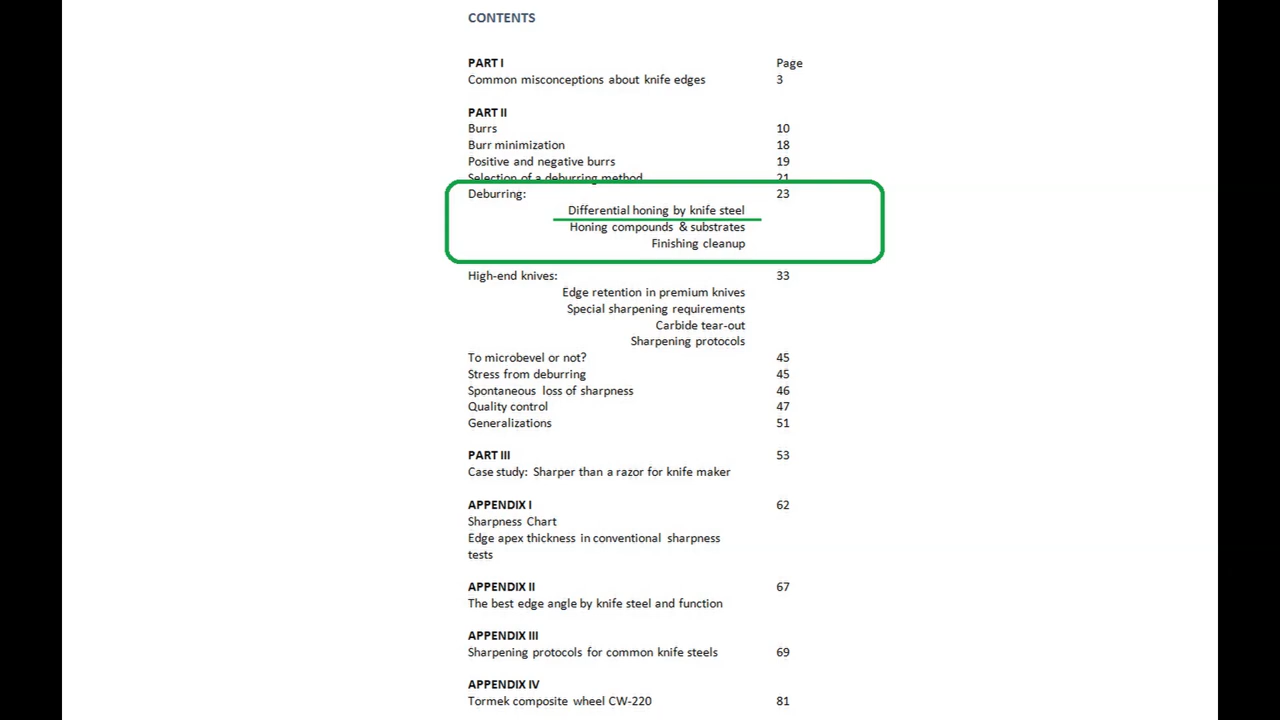 CONTENTS
PART I Page
Common misconceptions about knife edges 3
PART II
Burrs 10
Burr minimization 18
Positive and negative burrs 19
Selection of a deburring method 21
Deburring: 23
Differential honing by knife steel
Honing compounds & substrates
Finishing cleanup
High-end knives: 33
Edge retention in premium knives
Special sharpening requirements
Carbide tear-out
Sharpening protocols
To microbevel or not? 45
Stress from deburring 45
Spontaneous loss of sharpness 46
Quality control 47
Generalizations 51
PART III 53
Case study: Sharper than a razor for knife maker
APPENDIX I 62
Sharpness Chart
Edge apex thickness in conventional sharpness
tests
APPENDIX II 67
The best edge angle by knife steel and function
APPENDIX III
Sharpening protocols for common knife steels 69
APPENDIX IV
Tormek composite wheel CW-220 81